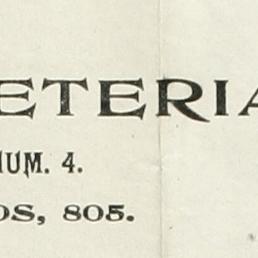 ETERIA
NUM. 4.
OS, 805.